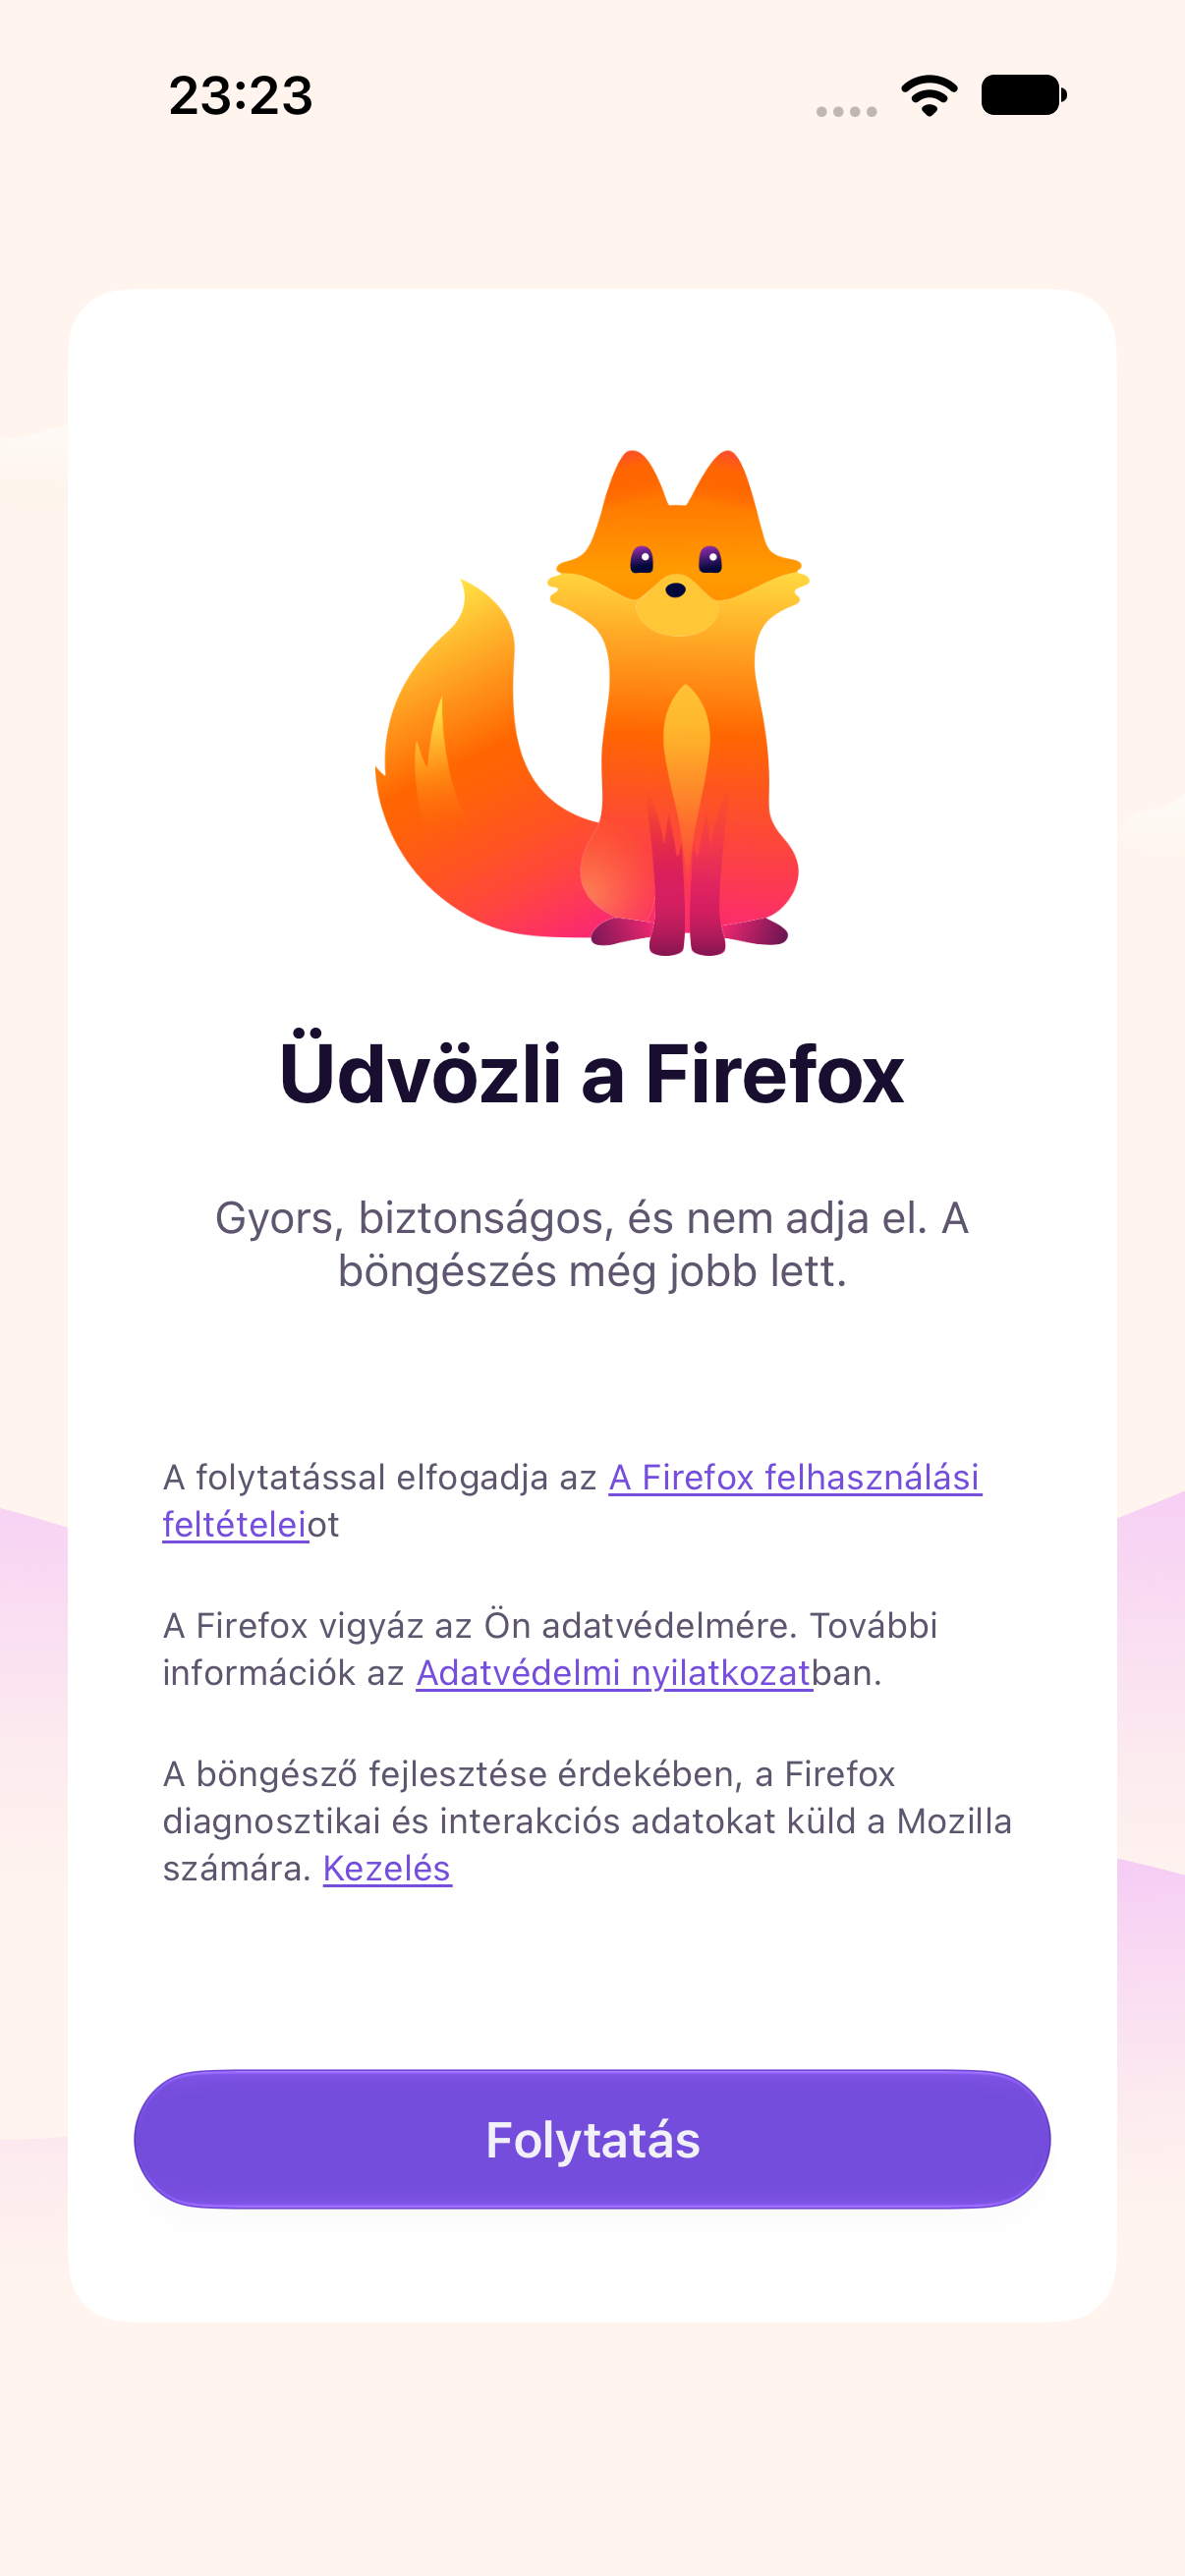 23:23
Üdvözli a Firefox
Gyors, biztonságos, és nem adja el. A
böngészés még jobb lett.
A folytatással elfogadja az A Firefox felhasználási
feltételeiot
A Firefox vigyáz az Ön adatvédelmére. További
információk az Adatvédelmi nyilatkozatban.
A böngésző fejlesztése érdekében, a Firefox
diagnosztikai és interakciós adatokat küld a Mozilla
számára. Kezelés
Folytatás